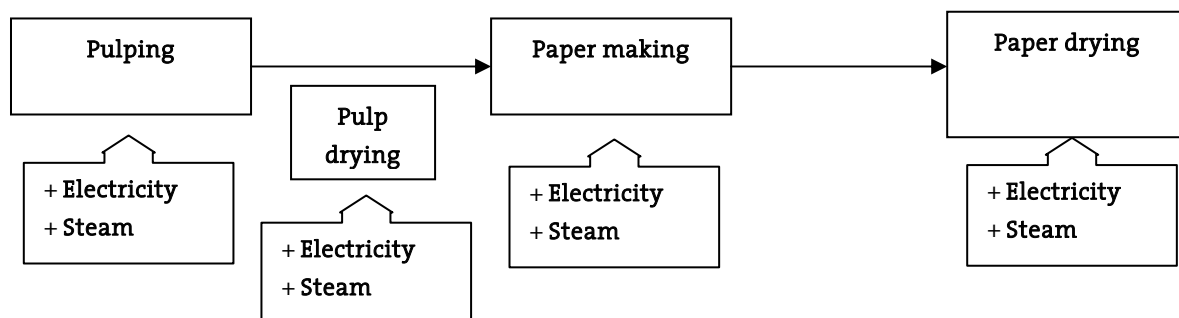 Pulping
Paper making
Paper drying
Pulp
drying
+ Electricity
+ Steam
+ Electricity
+ Steam
+ Electricity
+ Steam
+ Electricity
+ Steam